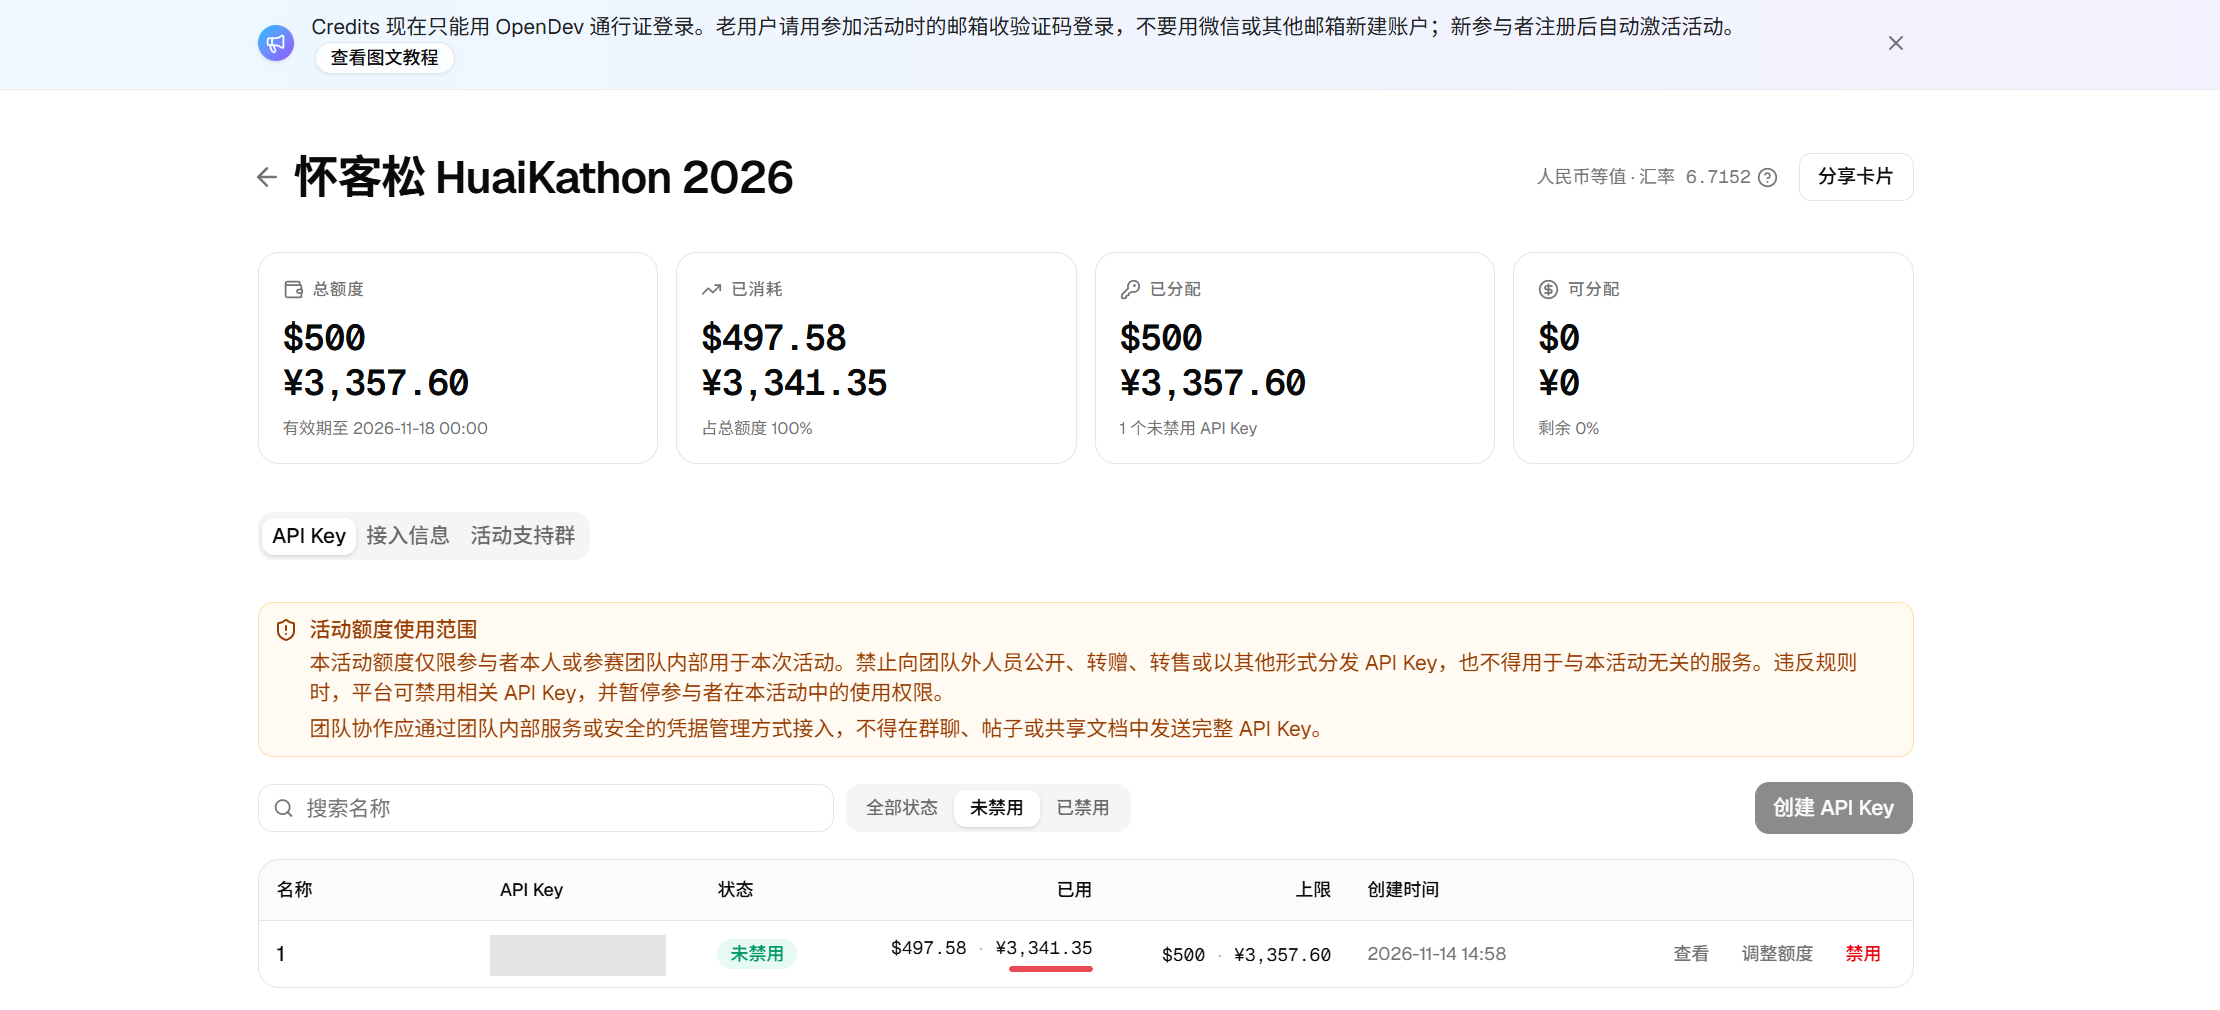 Credits 现在只能用 OpenDev 通行证登录。老用户请用参加活动时的邮箱收验证码登录，不要用微信或其他邮箱新建账户；新参与者注册后自动激活活动。
查看图文教程
怀客松 HuaiKathon 2026
人民币等值 · 汇率 6.7152
分享卡片
总额度
$500
¥3,357.60
有效期至 2026-11-18 00:00
已消耗
$497.58
¥3,341.35
占总额度 100%
已分配
$500
¥3,357.60
1 个未禁用 API Key
可分配
$0
¥0
剩余 0%
API Key 接入信息 活动支持群
活动额度使用范围
本活动额度仅限参与者本人或参赛团队内部用于本次活动。禁止向团队外人员公开、转赠、转售或以其他形式分发 API Key，也不得用于与本活动无关的服务。违反规则
时，平台可禁用相关 API Key，并暂停参与者在本活动中的使用权限。
团队协作应通过团队内部服务或安全的凭据管理方式接入，不得在群聊、帖子或共享文档中发送完整 API Key。
搜索名称
全部状态 未禁用 已禁用
创建 API Key
名称 API Key 状态 已用 上限 创建时间
1 未禁用 $497.58 · ¥3,341.35 $500 · ¥3,357.60 2026-11-14 14:58 查看 调整额度 禁用